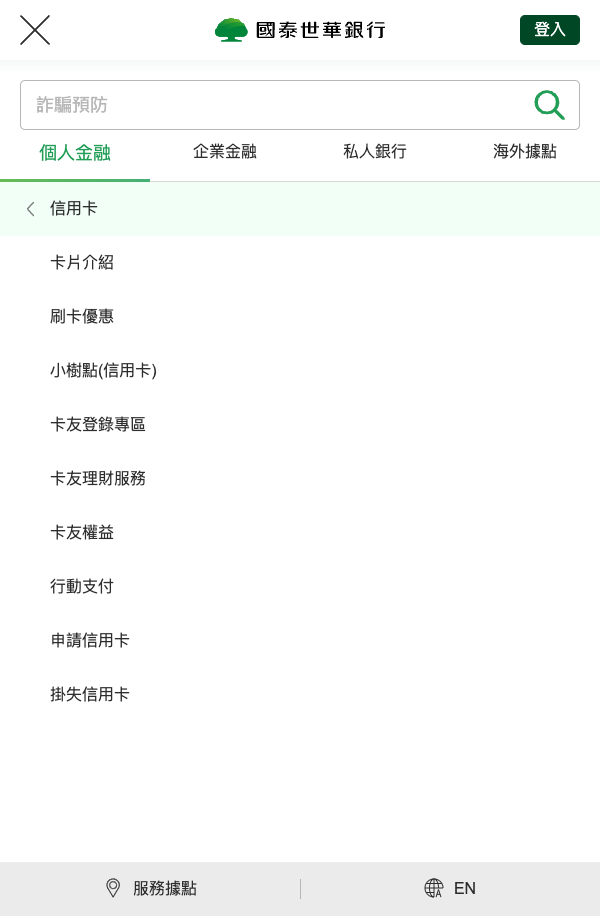 國泰世華銀行
登入
詐騙預防
個人金融
企業金融
私人銀行
海外據點
信用卡
卡片介紹
刷卡優惠
小樹點(信用卡)
卡友登錄專區
卡友理財服務
卡友權益
行動支付
申請信用卡
掛失信用卡
服務據點
EN